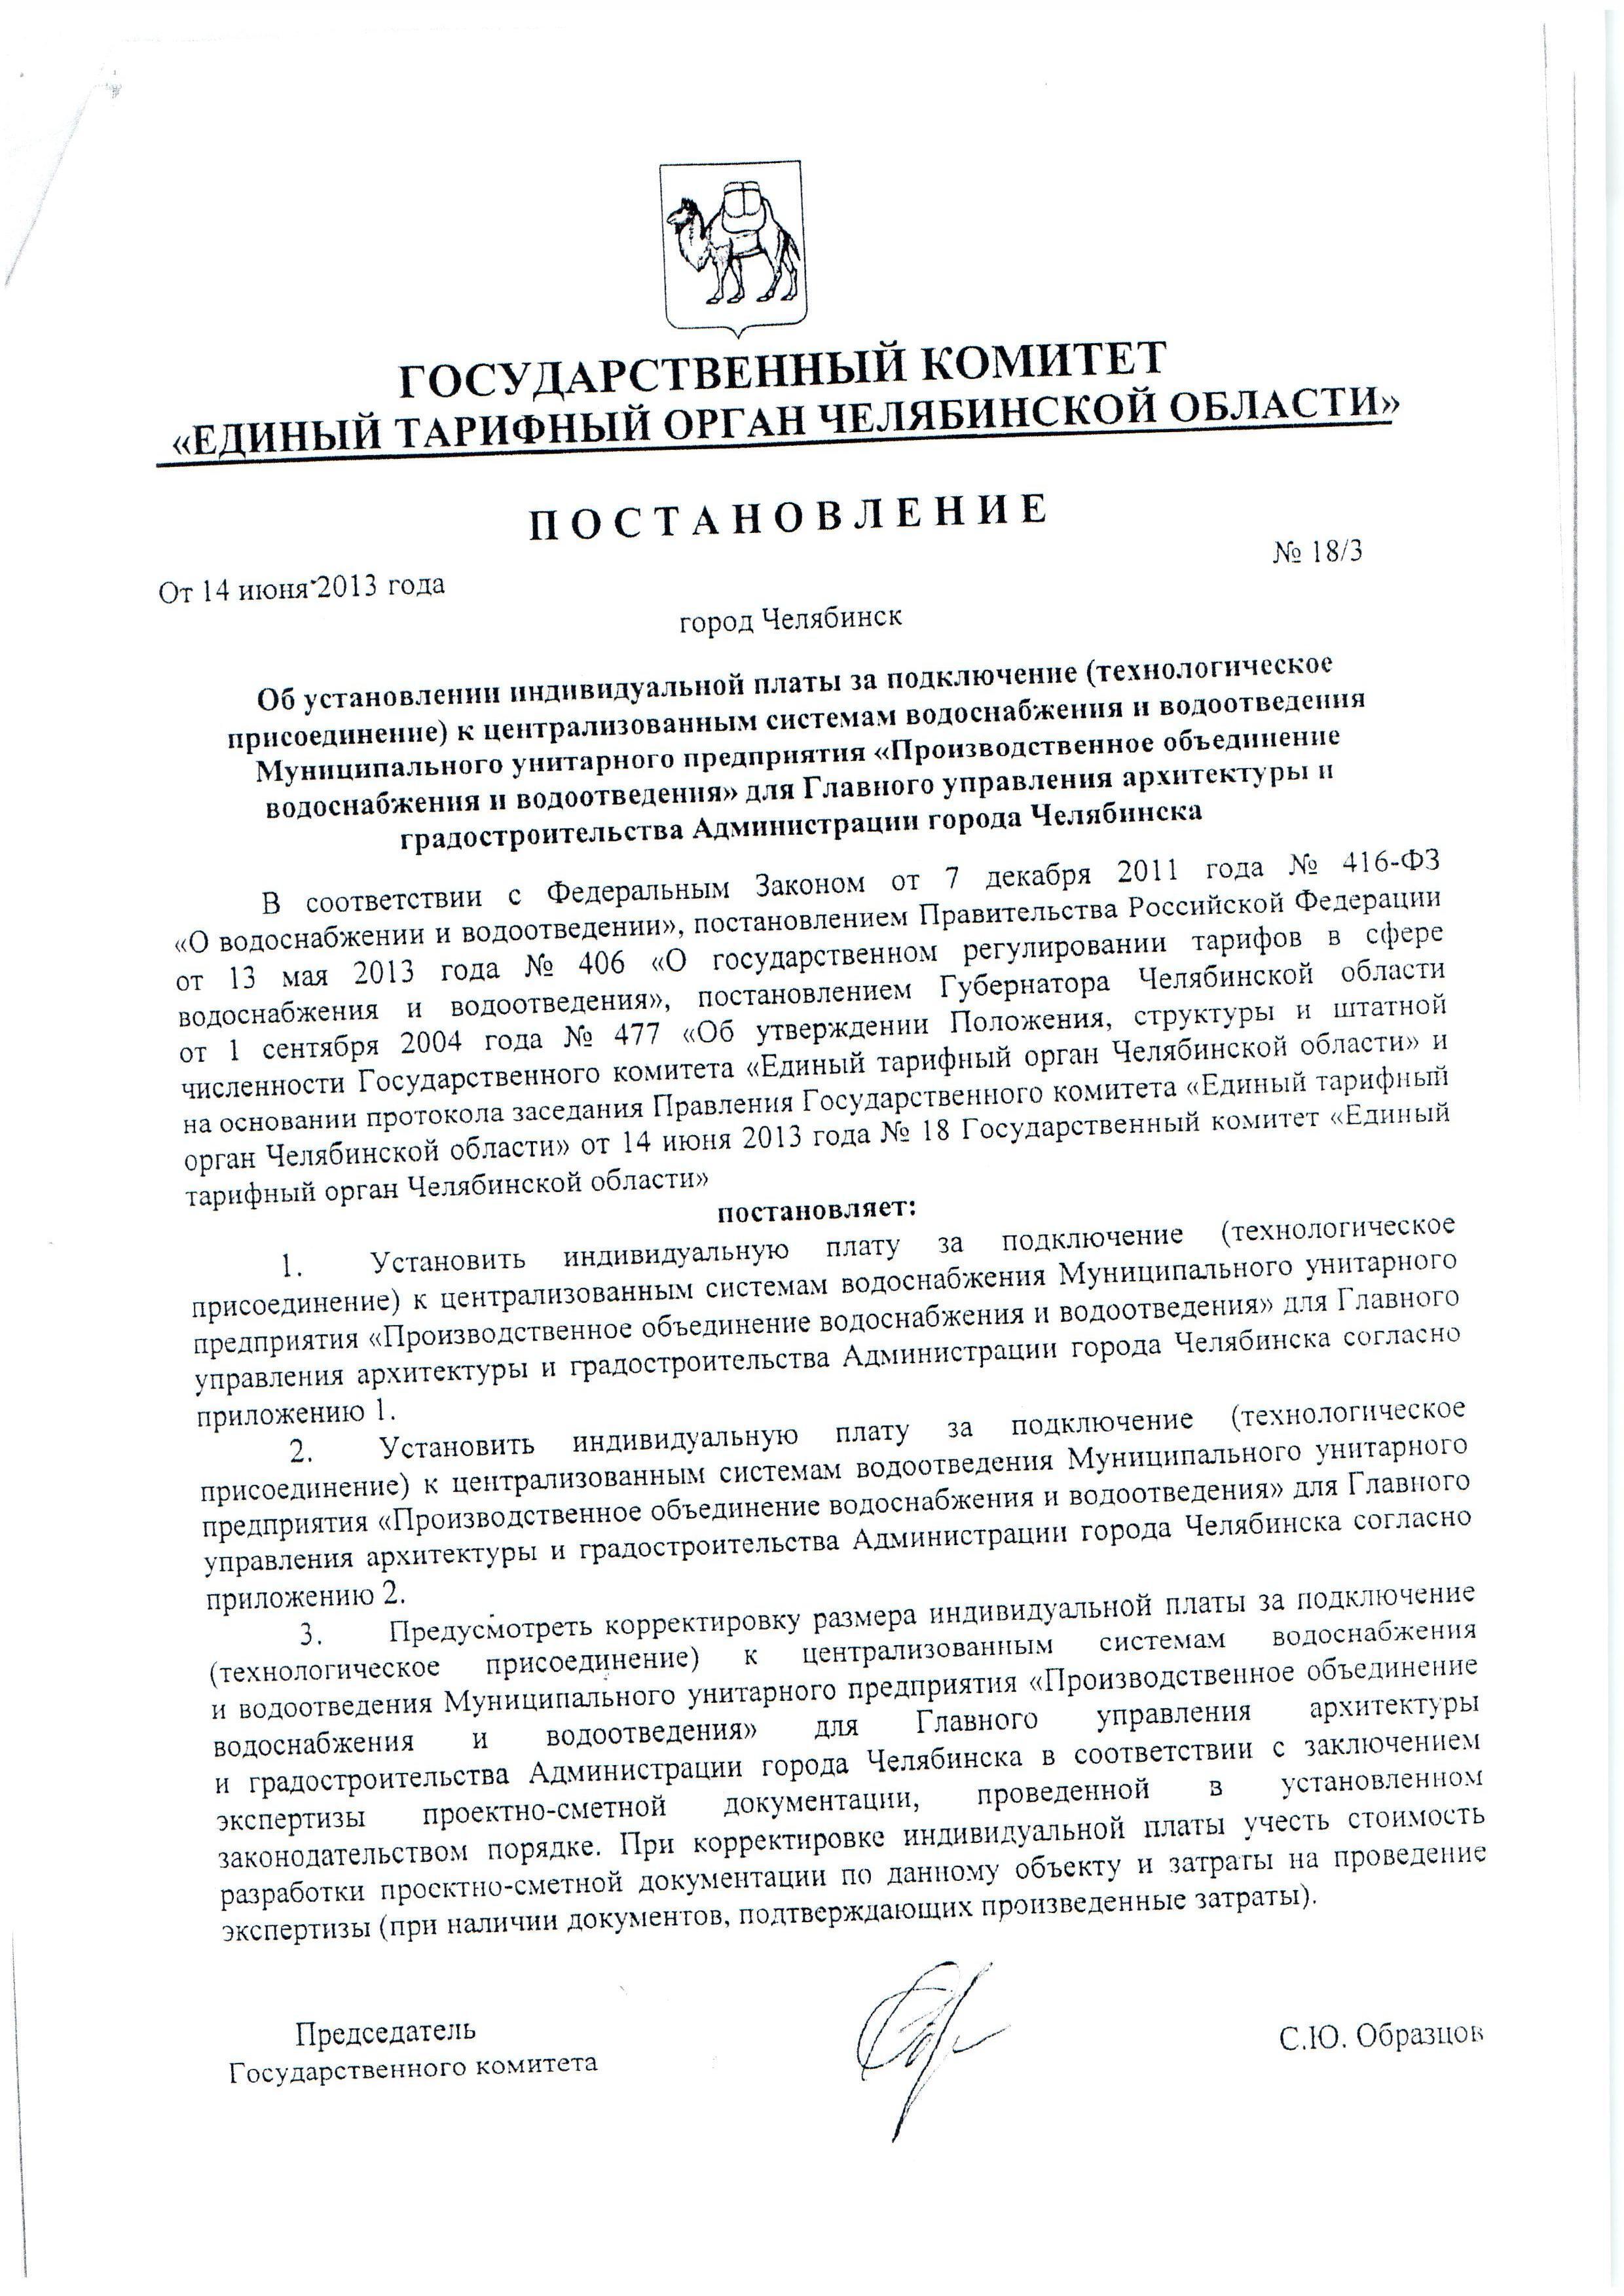 ГОСУДАРСТВЕННЫЙ КОМИТЕТ
«ЕДИНЫЙ ТАРИФНЫЙ ОРГАН ЧЕЛЯБИНСКОЙ ОБЛАСТИ»
ПОСТАНОВЛЕНИЕ
№ 18/3
От 14 июня 2013 года
город Челябинск
Об установлении индивидуальной платы за подключение (технологическое
присоединение) к централизованным системам водоснабжения и водоотведения
Муниципального унитарного предприятия «Производственное объединение
водоснабжения и водоотведения» для Главного управления архитектуры и
градостроительства Администрации города Челябинска
В соответствии с Федеральным Законом от 7 декабря 2011 года № 416-ФЗ
«О водоснабжении и водоотведении», постановлением Правительства Российской Федерации
от 13 мая 2013 года № 406 «О государственном регулировании тарифов в сфере
водоснабжения и водоотведения», постановлением Губернатора Челябинской области
от 1 сентября 2004 года № 477 «Об утверждении Положения, структуры и штатной
численности Государственного комитета «Единый тарифный орган Челябинской области» и
на основании протокола заседания Правления Государственного комитета «Единый тарифный
орган Челябинской области» от 14 июня 2013 года № 18 Государственный комитет «Единый
тарифный орган Челябинской области»
постановляет:
1. Установить индивидуальную плату за подключение (технологическое
присоединение) к централизованным системам водоснабжения Муниципального унитарного
предприятия «Производственное объединение водоснабжения и водоотведения» для Главного
управления архитектуры и градостроительства Администрации города Челябинска согласно
приложению 1.
2. Установить индивидуальную плату за подключение (технологическое
присоединение) к централизованным системам водоотведения Муниципального унитарного
предприятия «Производственное объединение водоснабжения и водоотведения» для Главного
управления архитектуры и градостроительства Администрации города Челябинска согласно
приложению 2.
3. Предусмотреть корректировку размера индивидуальной платы за подключение
(технологическое присоединение) к централизованным системам водоснабжения
и водоотведения Муниципального унитарного предприятия «Производственное объединение
водоснабжения и водоотведения» для Главного управления архитектуры
и градостроительства Администрации города Челябинска в соответствии с заключением
экспертизы проектно-сметной документации, проведенной в установленном
законодательством порядке. При корректировке индивидуальной платы учесть стоимость
разработки проектно-сметной документации по данному объекту и затраты на проведение
экспертизы (при наличии документов, подтверждающих произведенные затраты).
Председатель
Государственного комитета
С.Ю. Образцов